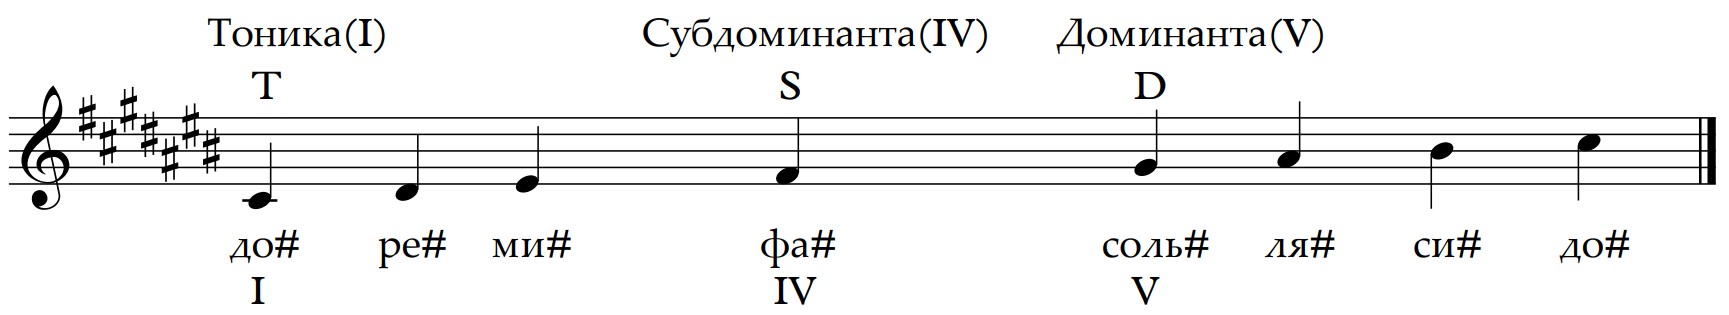 Тоника(I) Субдоминанта(IV) Доминанта(V)
T S D
до# ре# ми# фа# соль# ля# си# до#
I IV V